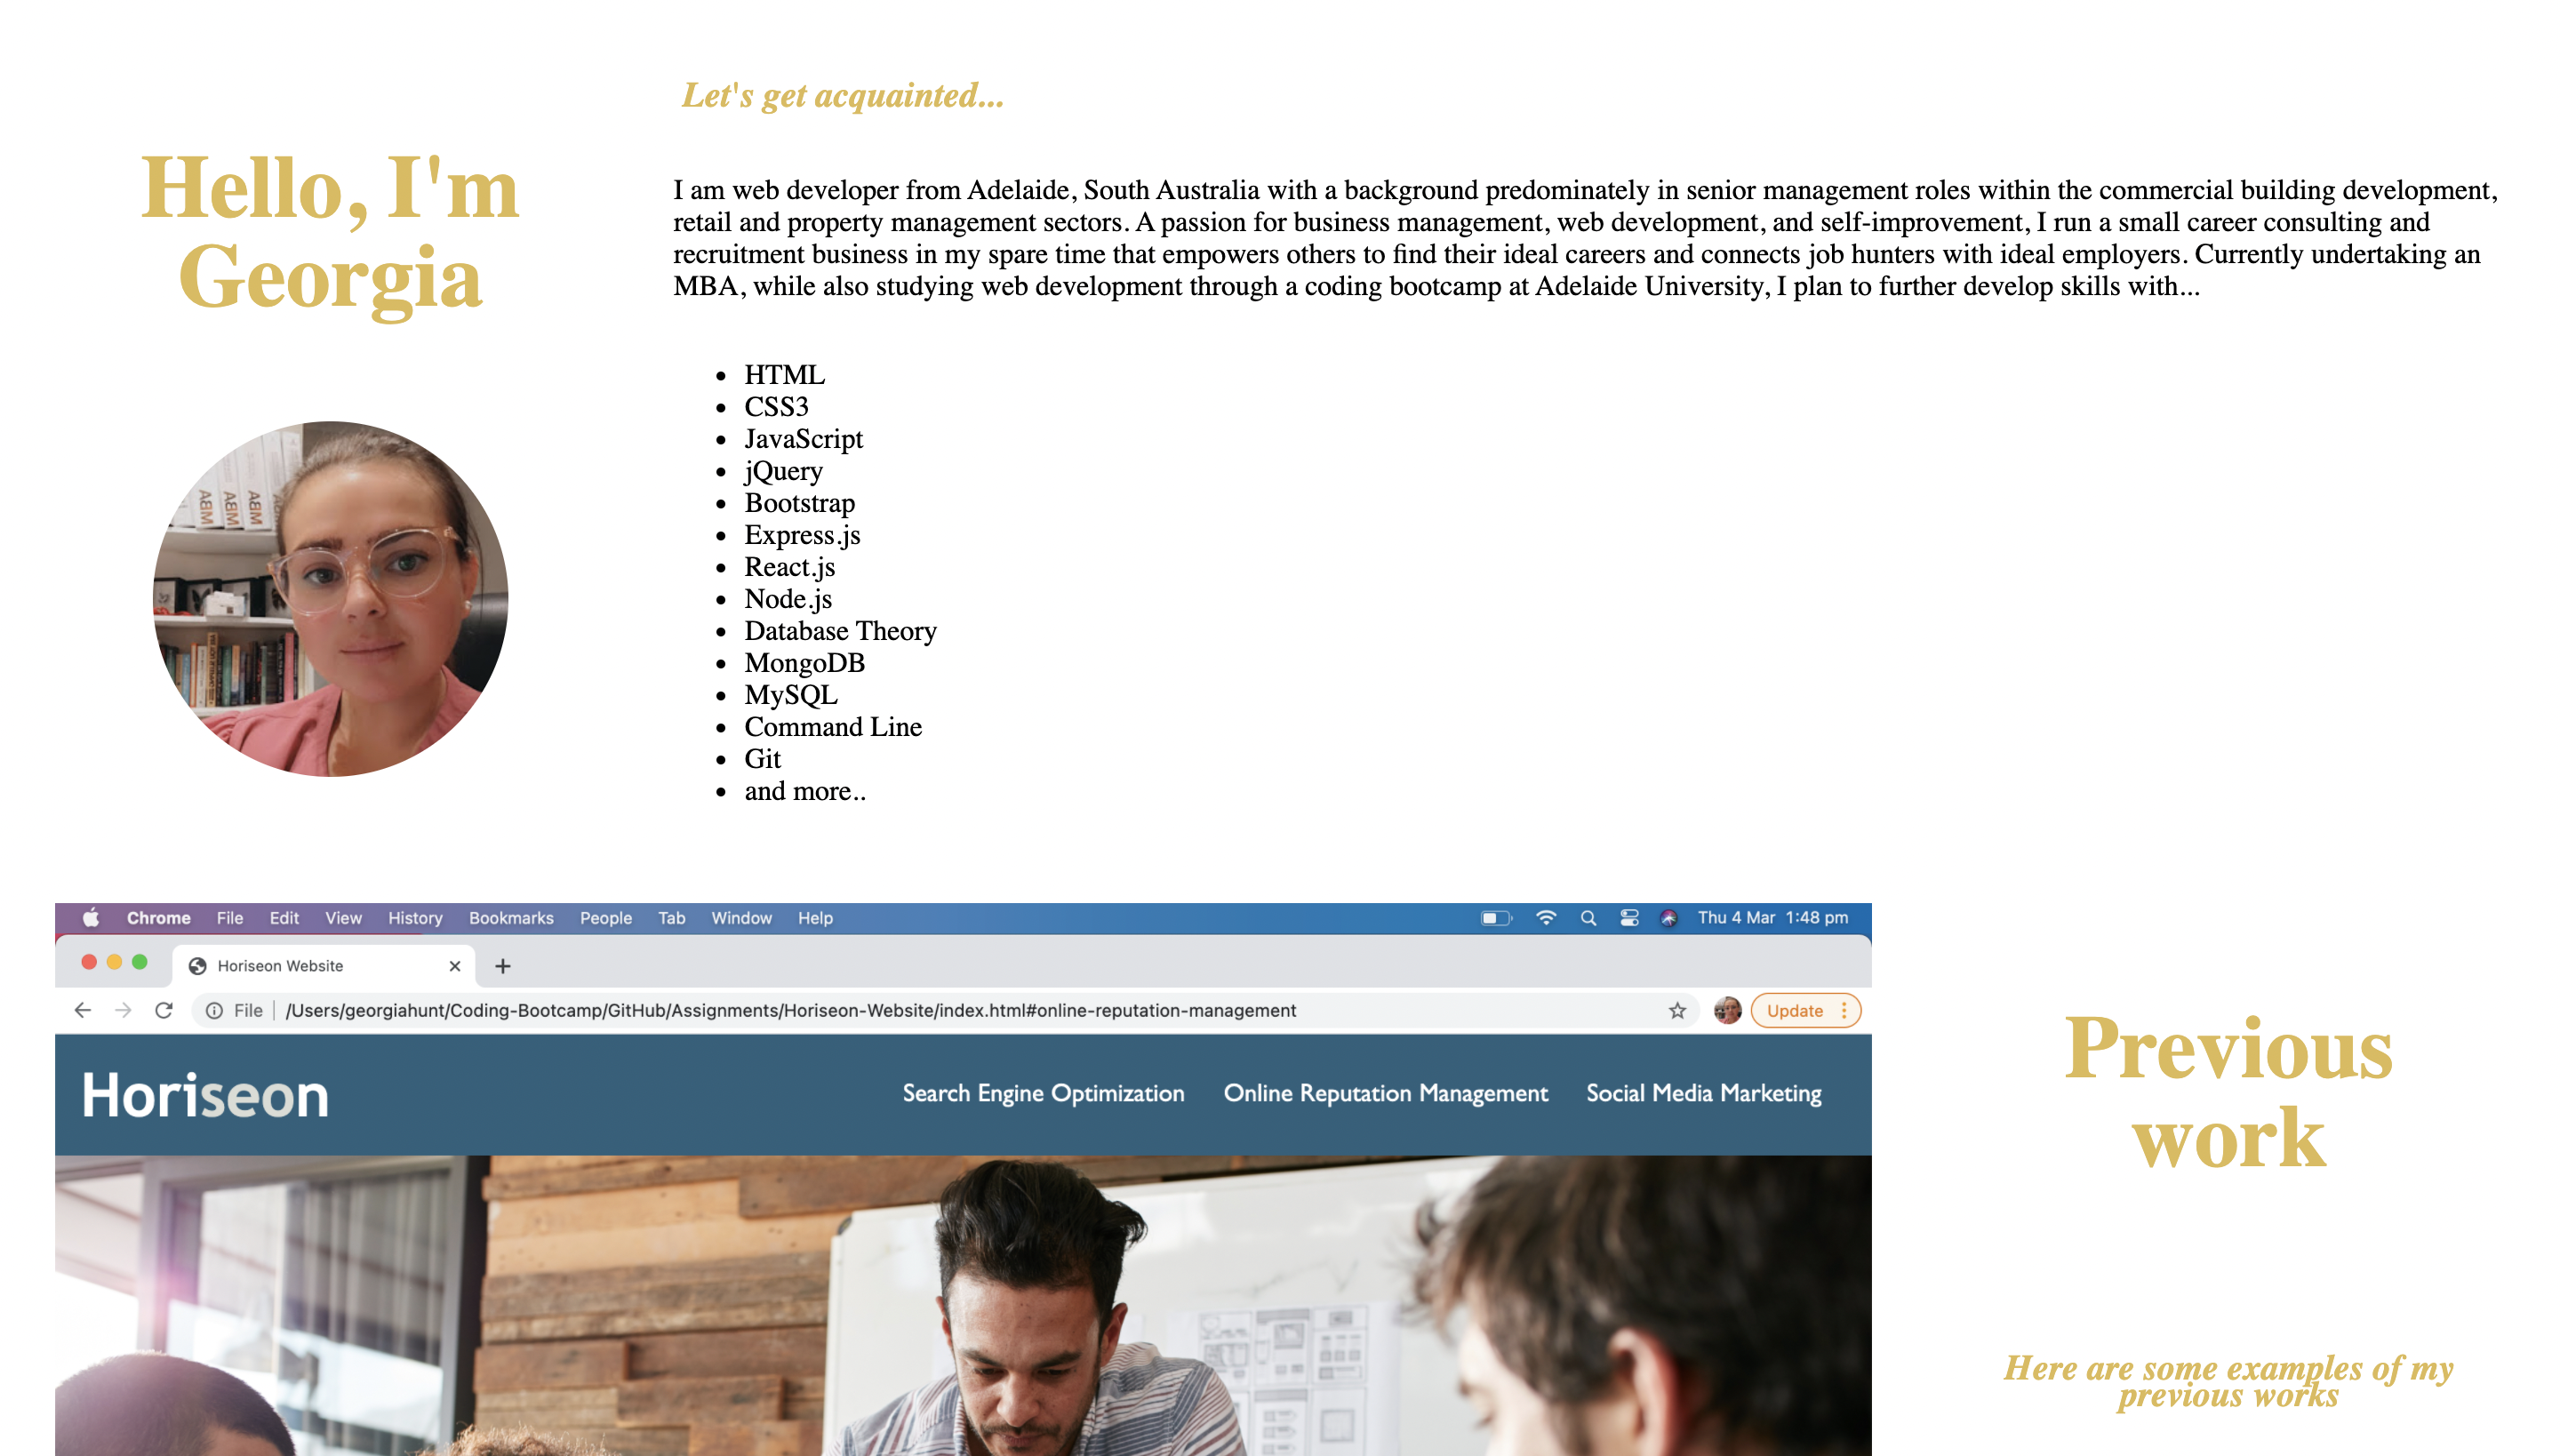 Let's get acquainted...
Hello, I'm
Georgia
I am web developer from Adelaide, South Australia with a background predominately in senior management roles within the commercial building development,
retail and property management sectors. A passion for business management, web development, and self-improvement, I run a small career consulting and
recruitment business in my spare time that empowers others to find their ideal careers and connects job hunters with ideal employers. Currently undertaking an
MBA, while also studying web development through a coding bootcamp at Adelaide University, I plan to further develop skills with...
HTML
CSS3
JavaScript
jQuery
Bootstrap
Express.js
React.js
Node.js
Database Theory
MongoDB
MySQL
Command Line
Git
and more..
MBA MBA MBA
Chrome File Edit View History Bookmarks People Tab Window Help Thu 4 Mar 1:48 pm
Horiseon Website
File /Users/georgiahunt/Coding-Bootcamp/GitHub/Assignments/Horiseon-Website/index.html#online-reputation-management Update
Horiseon Search Engine Optimization Online Reputation Management Social Media Marketing
Previous
work
Here are some examples of my
previous works